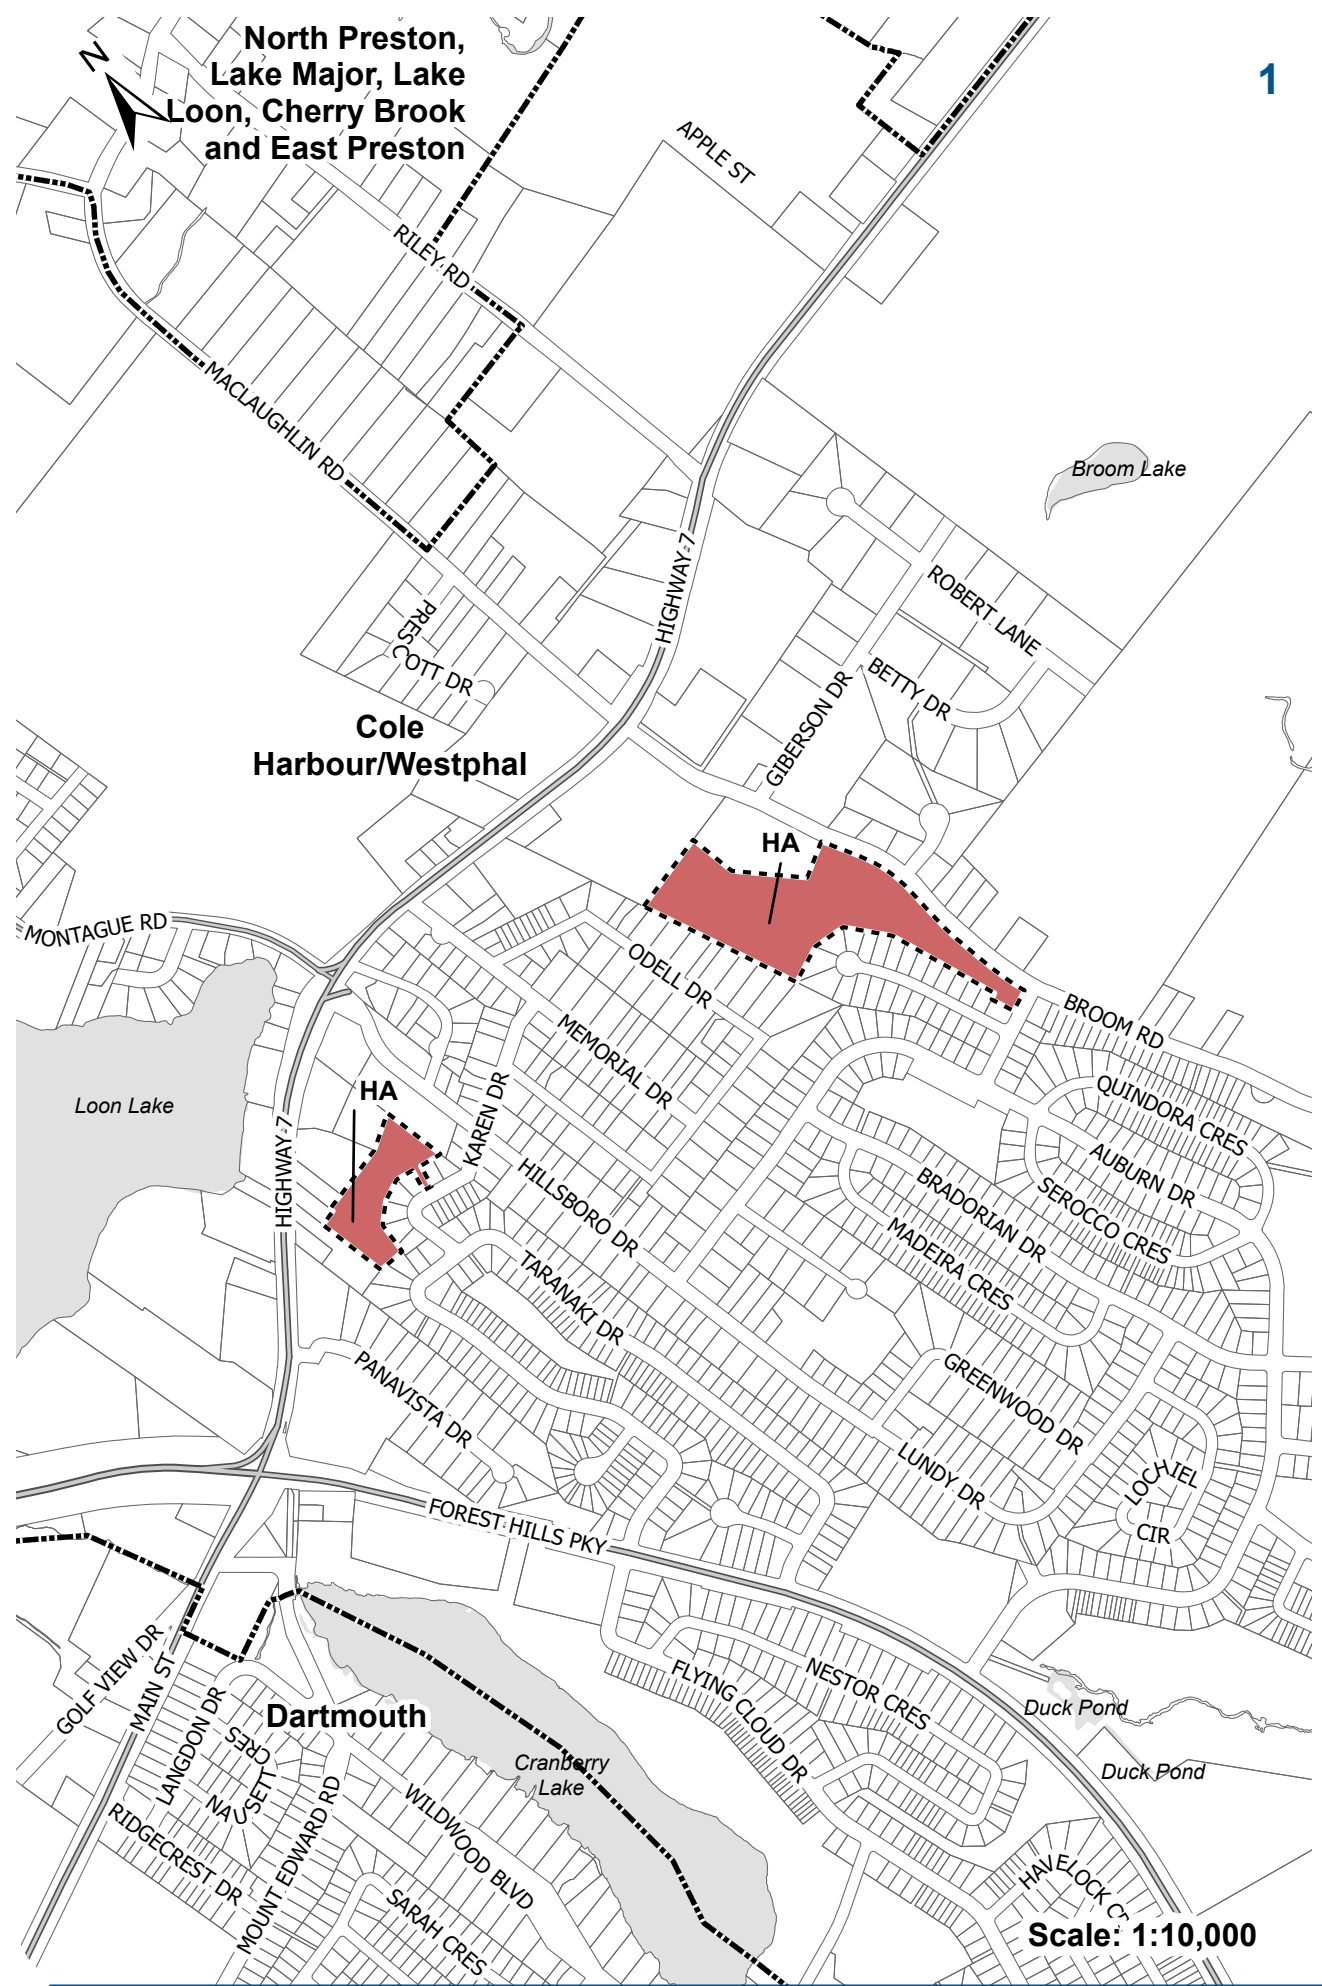 North Preston,
Lake Major, Lake
Loon, Cherry Brook
and East Preston
N
1
APPLE ST
RILEY RD
MACLAUGHLIN RD
Broom Lake
HIGHWAY 7
ROBERT LANE
PRESCOTT DR
BETTY DR
GIBERSON DR
Cole
Harbour/Westphal
HA
MONTAGUE RD
ODELL DR
BROOM RD
MEMORIAL DR
Loon Lake
HA
KAREN DR
QUINDORA CRES
HIGHWAY 7
AUBURN DR
HILLSBORO DR
BRADORIAN DR
SEROCCO CRES
MADEIRA CRES
TARANAKI DR
PANAVISTA DR
GREENWOOD DR
LUNDY DR
LOCHIEL
CIR
FOREST HILLS PKY
GOLF VIEW DR
MAIN ST
LANGDON DR
FLYING CLOUD DR
NESTOR CRES
Duck Pond
Dartmouth
NAUSETT
CRES
Cranberry
Lake
Duck Pond
RIDGECREST DR
MOUNT EDWARD RD
WILDWOOD BLVD
SARAH CRES
HAVELOCK CR
Scale: 1:10,000